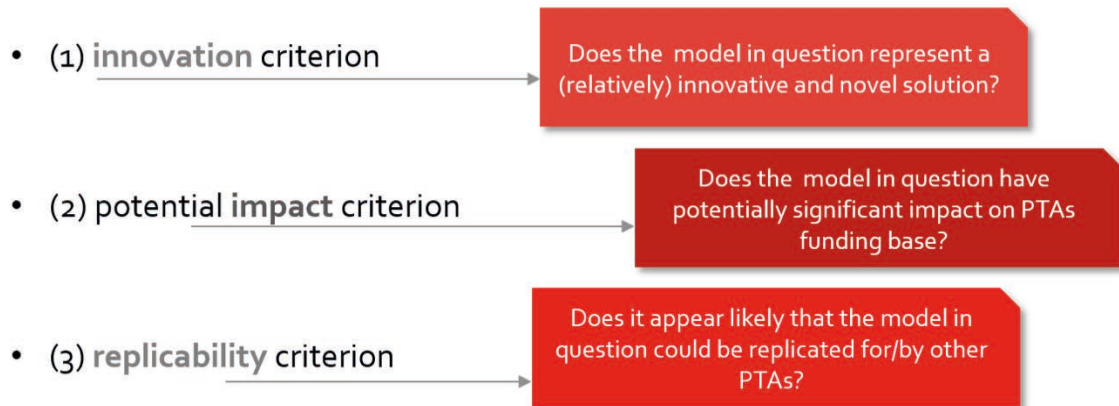 • (1) innovation criterion
Does the model in question represent a
(relatively) innovative and novel solution?
• (2) potential impact criterion
Does the model in question have
potentially significant impact on PTAs
funding base?
• (3) replicability criterion
Does it appear likely that the model in
question could be replicated for/by other
PTAs?